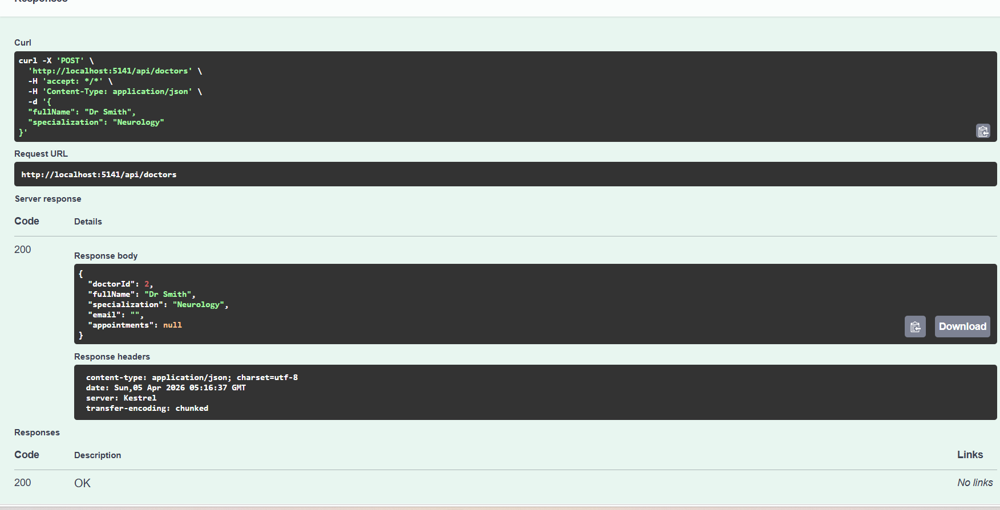 Responses
Curl
curl -X 'POST' \
  'http://localhost:5141/api/doctors' \
  -H 'accept: */*' \
  -H 'Content-Type: application/json' \
  -d '{
  "fullName": "Dr Smith",
  "specialization": "Neurology"
}'
Request URL
http://localhost:5141/api/doctors
Server response
Code Details
200
Response body
{
  "doctorId": 2,
  "fullName": "Dr Smith",
  "specialization": "Neurology",
  "email": "",
  "appointments": null
}
Download
Response headers
content-type: application/json; charset=utf-8
date: Sun,05 Apr 2026 05:16:37 GMT
server: Kestrel
transfer-encoding: chunked
Responses
Code Description Links
200 OK No links